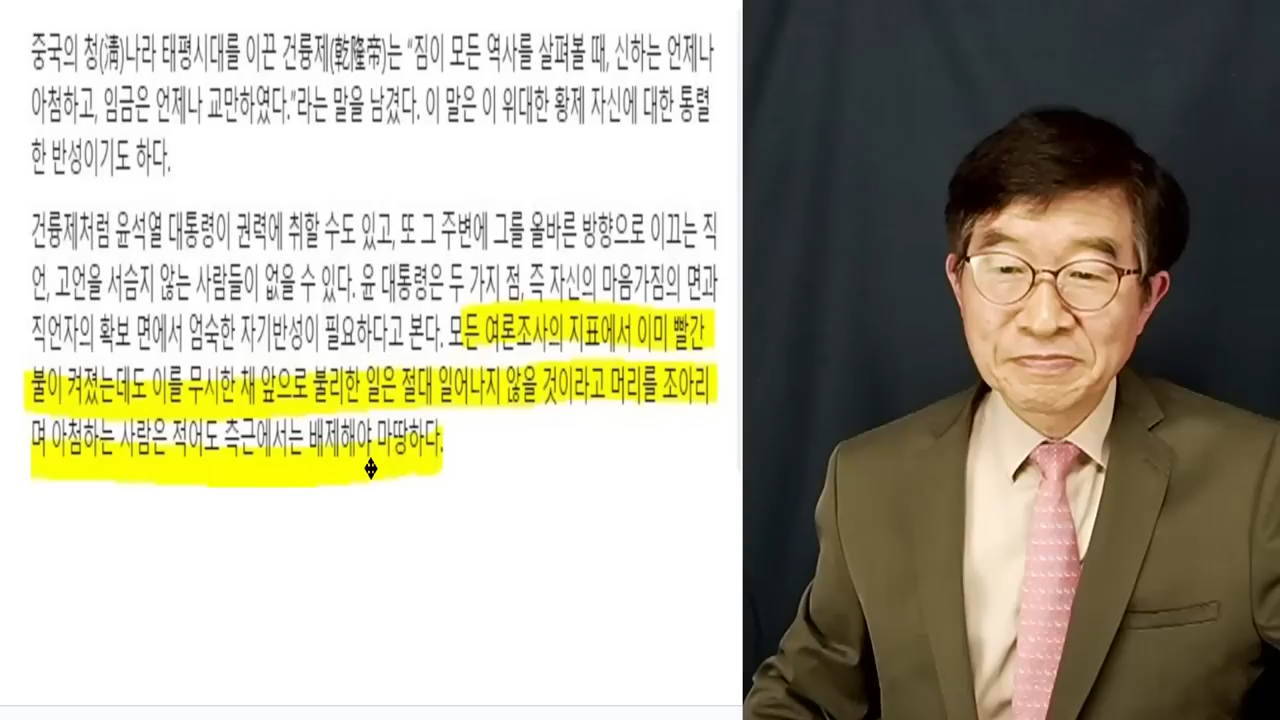 중국의 청(淸)나라 태평시대를 이끈 건륭제(乾隆帝)는 “짐이 모든 역사를 살펴볼 때, 신하는 언제나
아첨하고, 임금은 언제나 교만하였다.”라는 말을 남겼다. 이 말은 이 위대한 황제 자신에 대한 통렬
한 반성이기도 하다.
건륭제처럼 윤석열 대통령이 권력에 취할 수도 있고, 또 그 주변에 그를 올바른 방향으로 이끄는 직
언, 고언을 서슴지 않는 사람들이 없을 수 있다. 윤 대통령은 두 가지 점, 즉 자신의 마음가짐의 면과
직언자의 확보 면에서 엄숙한 자기반성이 필요하다고 본다. 모든 여론조사의 지표에서 이미 빨간
불이 켜졌는데도 이를 무시한 채 앞으로 불리한 일은 절대 일어나지 않을 것이라고 머리를 조아리
며 아첨하는 사람은 적어도 측근에서는 배제해야 마땅하다.